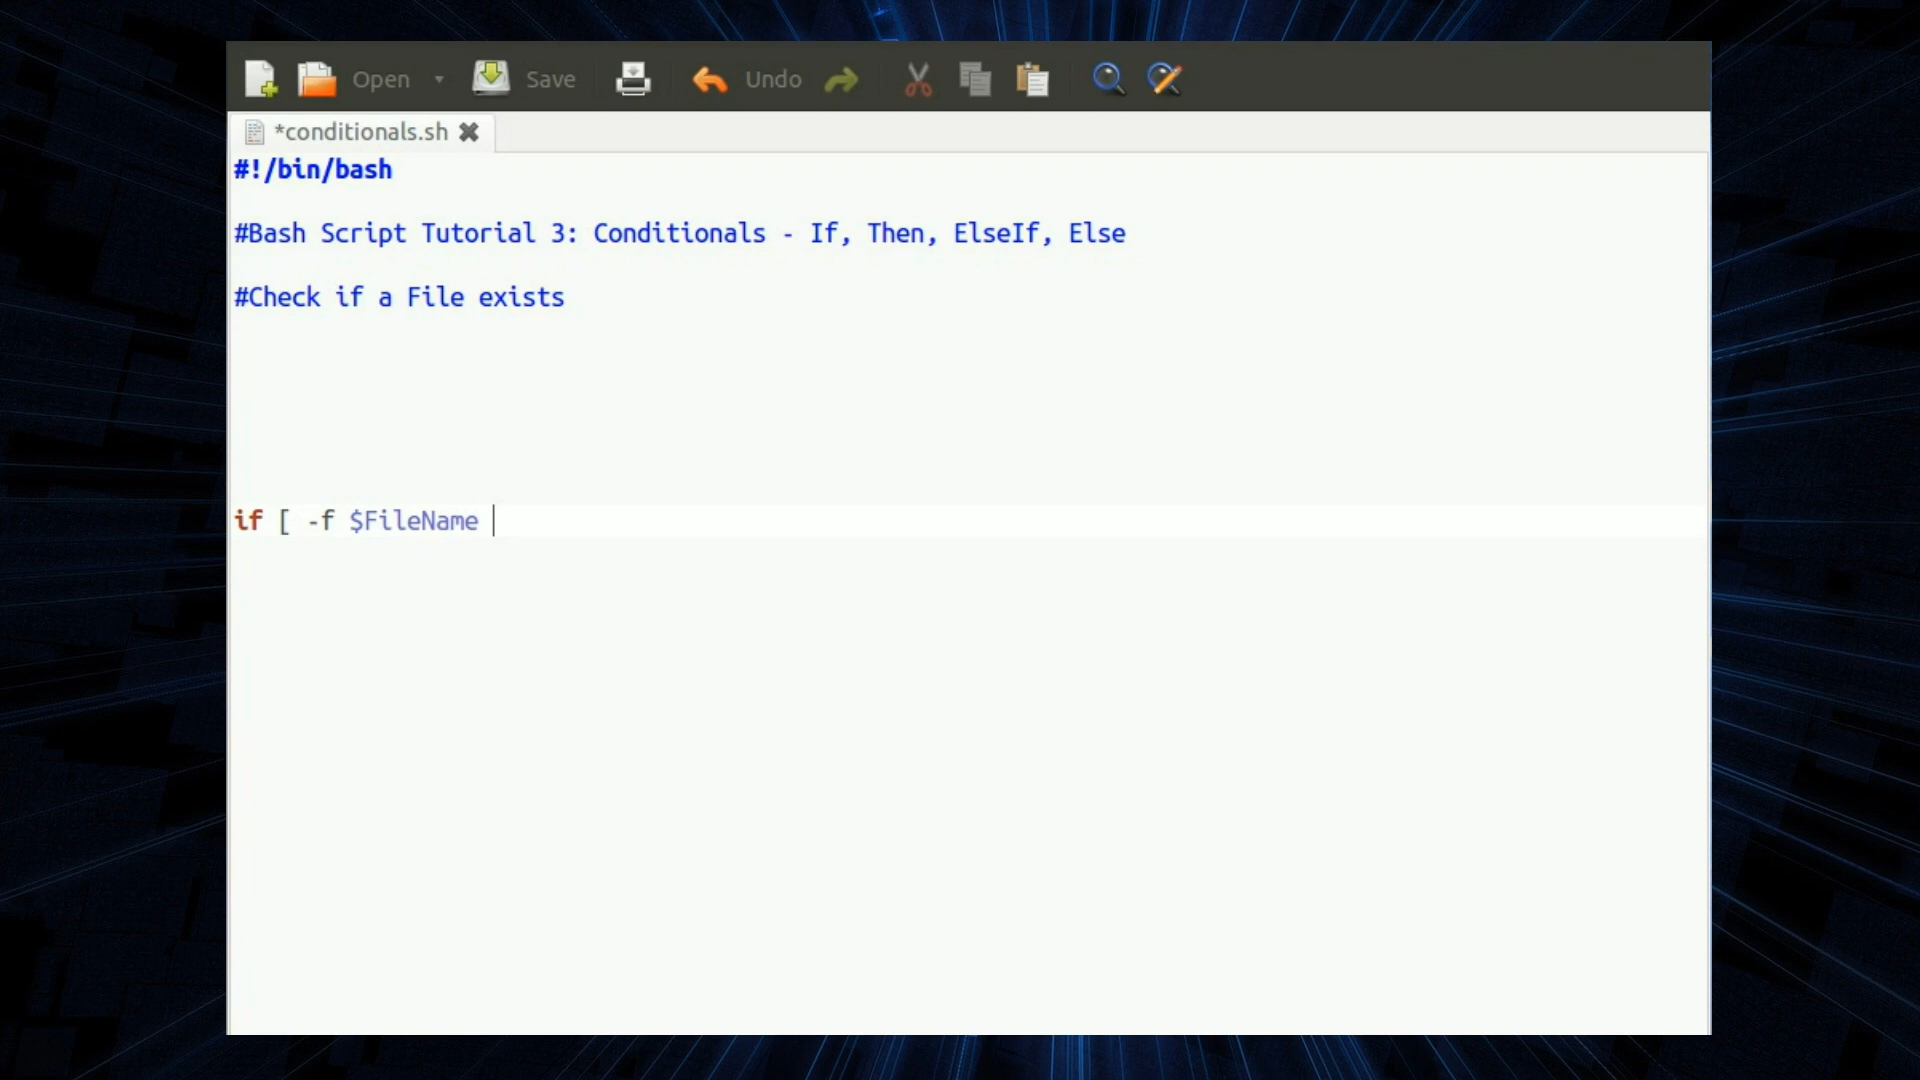 Open Save Undo
*conditionals.sh
#!/bin/bash
#Bash Script Tutorial 3: Conditionals - If, Then, ElseIf, Else
#Check if a File exists
if [ -f $FileName